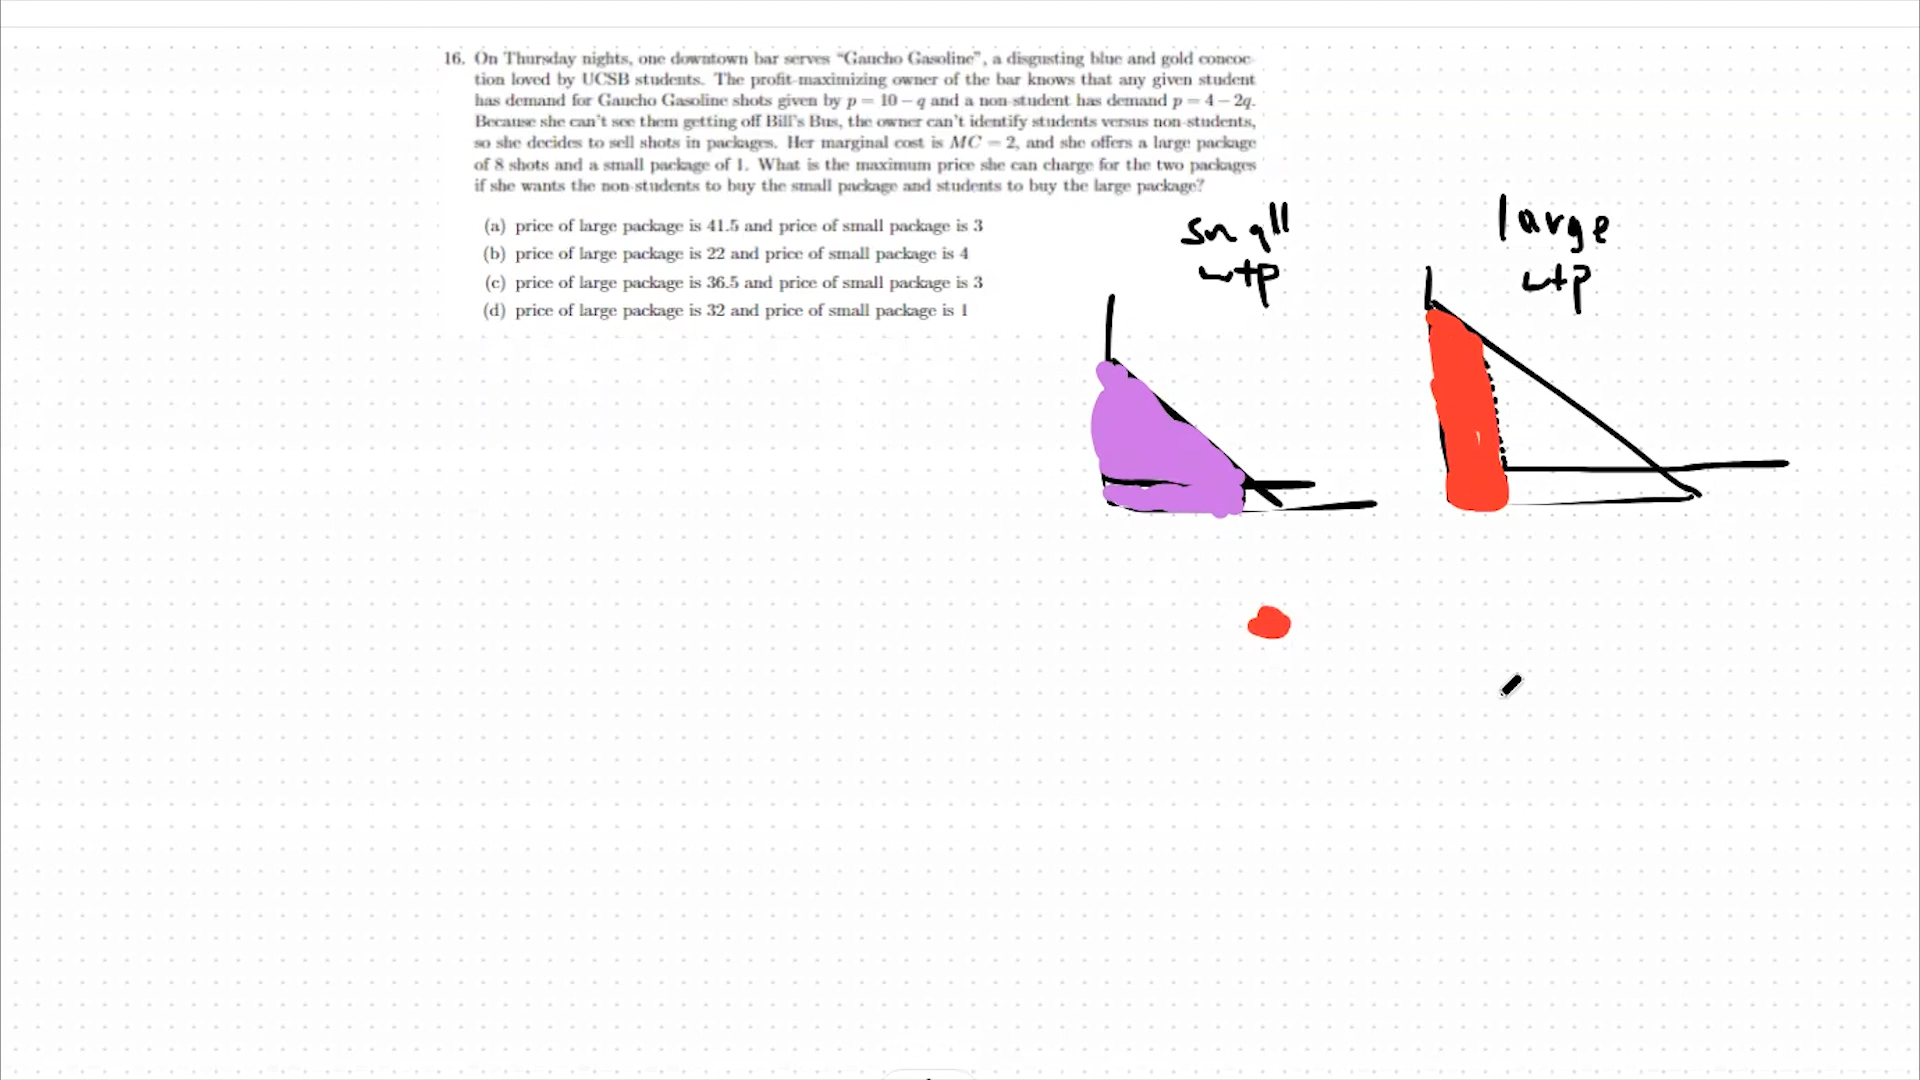 16. On Thursday nights, one downtown bar serves “Gaucho Gasoline”, a disgusting blue and gold concoc-
tion loved by UCSB students. The profit-maximizing owner of the bar knows that any given student
has demand for Gaucho Gasoline shots given by p = 10 − q and a non-student has demand p = 4 − 2q.
Because she can't see them getting off Bill's Bus, the owner can't identify students versus non-students,
so she decides to sell shots in packages. Her marginal cost is MC = 2, and she offers a large package
of 8 shots and a small package of 1. What is the maximum price she can charge for the two packages
if she wants the non-students to buy the small package and students to buy the large package?
(a) price of large package is 41.5 and price of small package is 3
(b) price of large package is 22 and price of small package is 4
(c) price of large package is 36.5 and price of small package is 3
(d) price of large package is 32 and price of small package is 1
small
wtp
large
wtp